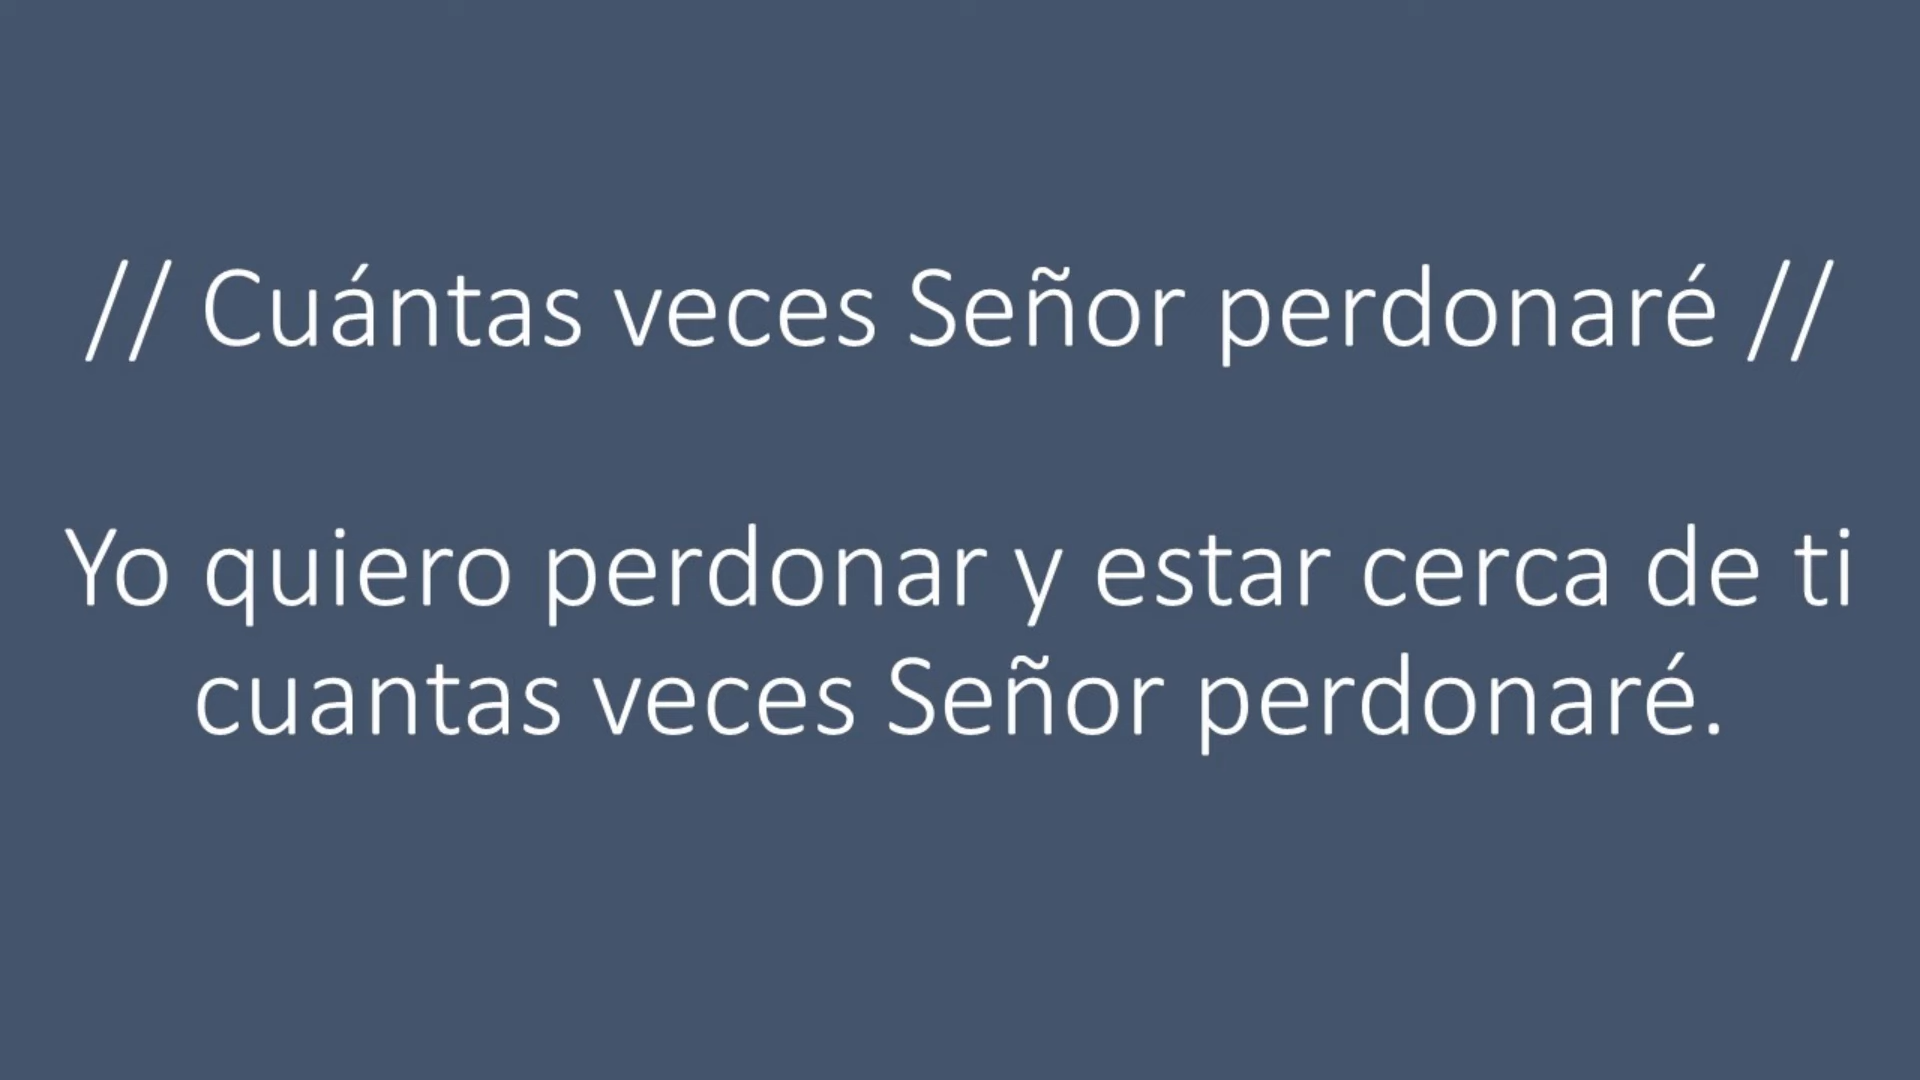 // Cuántas veces Señor perdonaré //
Yo quiero perdonar y estar cerca de ti
cuantas veces Señor perdonaré.